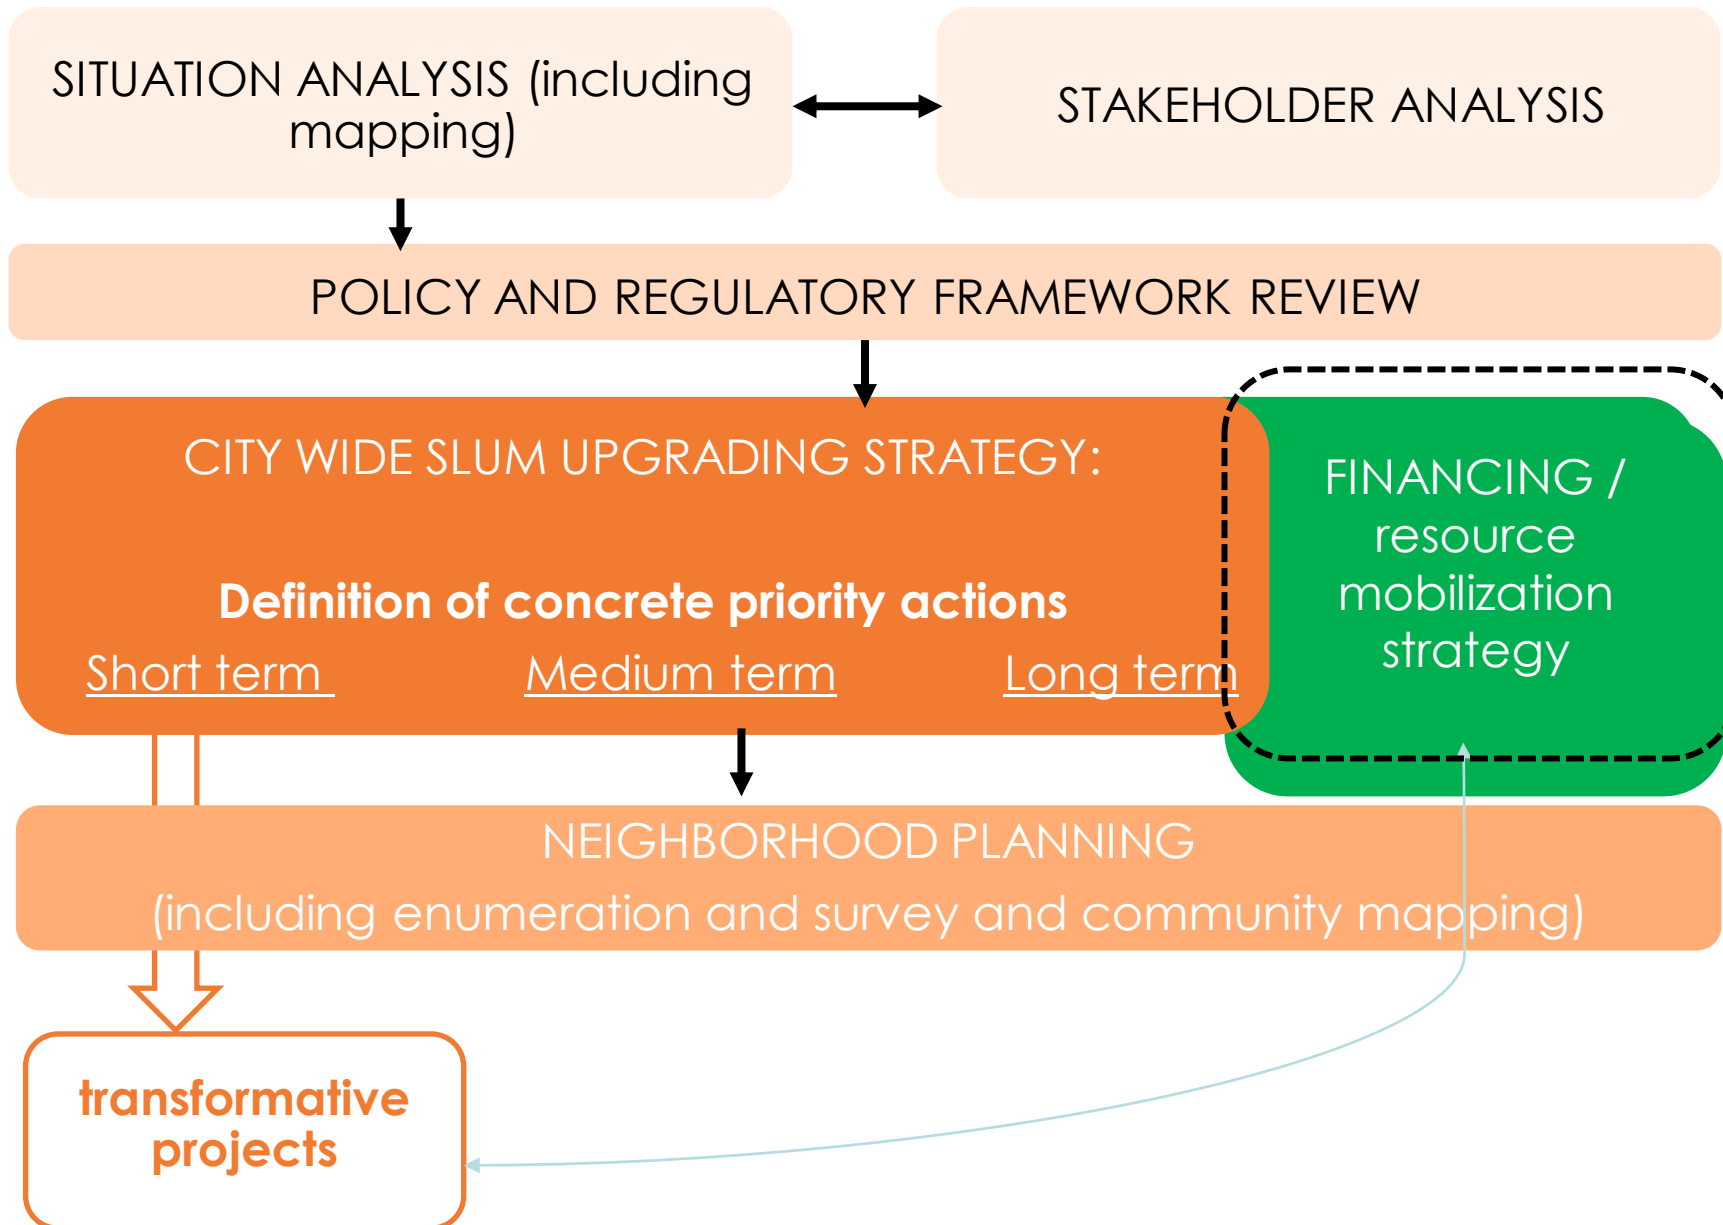 SITUATION ANALYSIS (including
mapping)
STAKEHOLDER ANALYSIS
POLICY AND REGULATORY FRAMEWORK REVIEW
CITY WIDE SLUM UPGRADING STRATEGY:
Definition of concrete priority actions
Short term
Medium term
Long term
FINANCING /
resource
mobilization
strategy
NEIGHBORHOOD PLANNING
(including enumeration and survey and community mapping)
transformative
projects